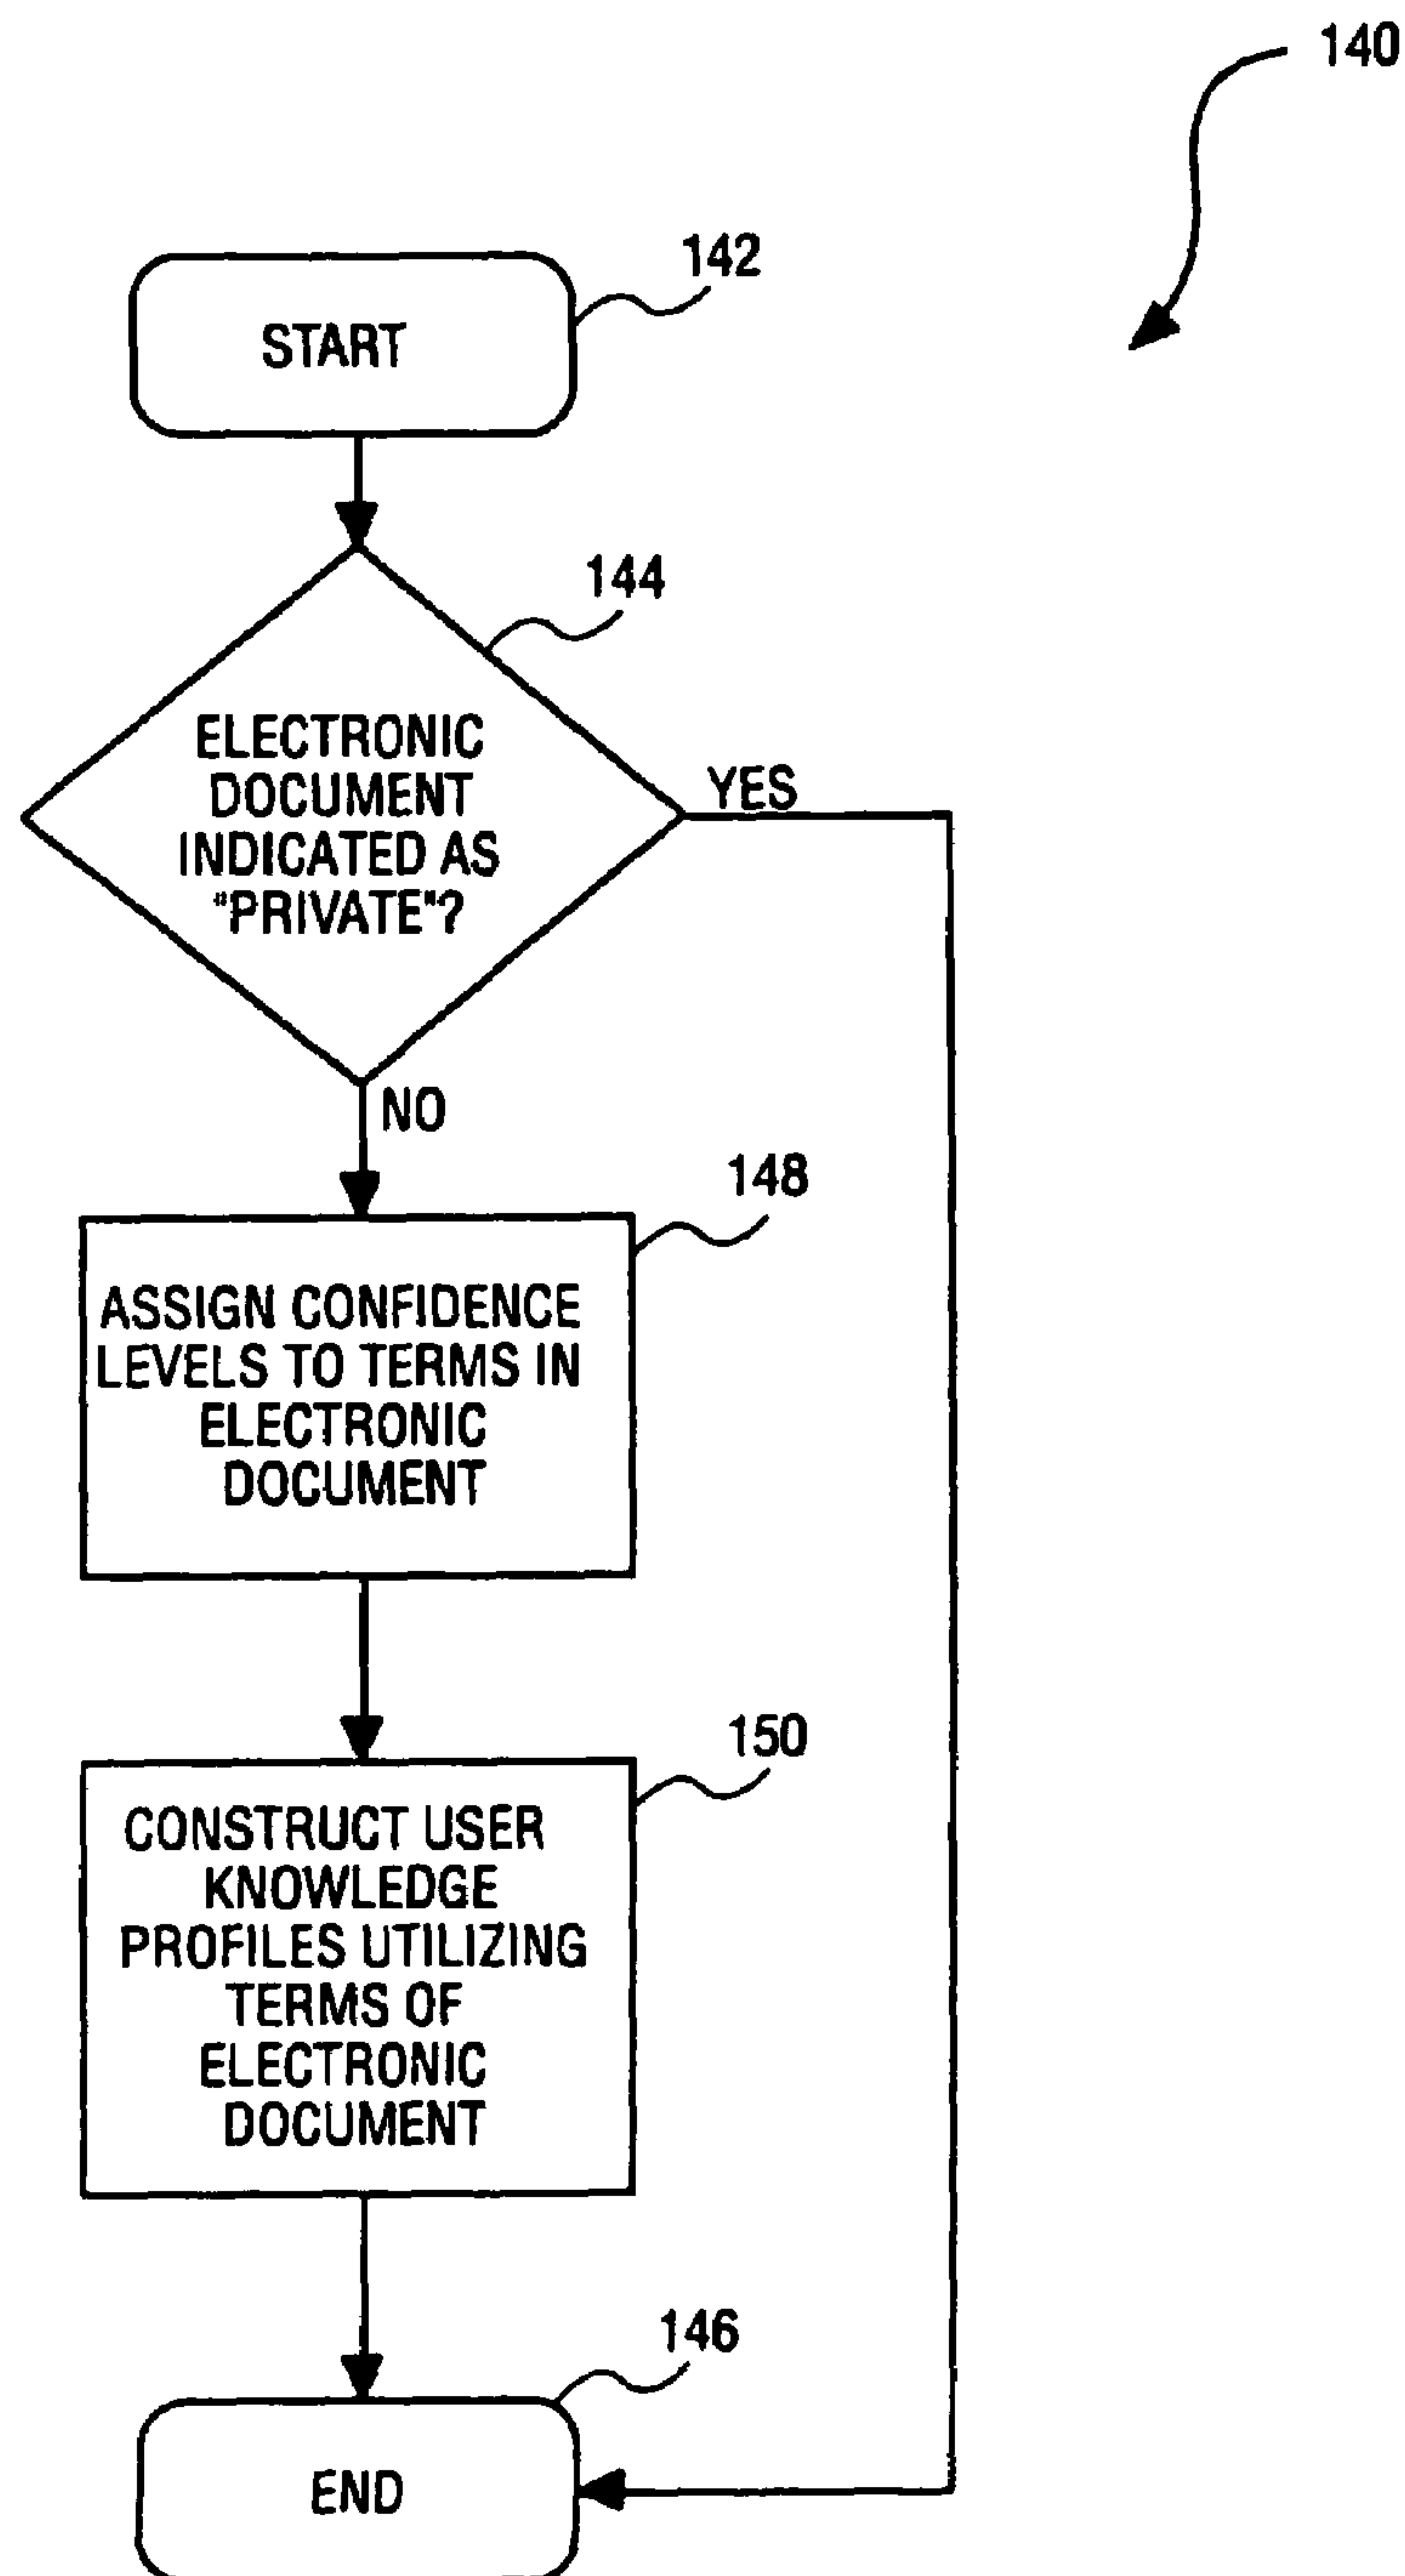 140
142
START
144
ELECTRONIC
DOCUMENT
INDICATED AS
"PRIVATE"?
YES
NO
148
ASSIGN CONFIDENCE
LEVELS TO TERMS IN
ELECTRONIC
DOCUMENT
150
CONSTRUCT USER
KNOWLEDGE
PROFILES UTILIZING
TERMS OF
ELECTRONIC
DOCUMENT
146
END